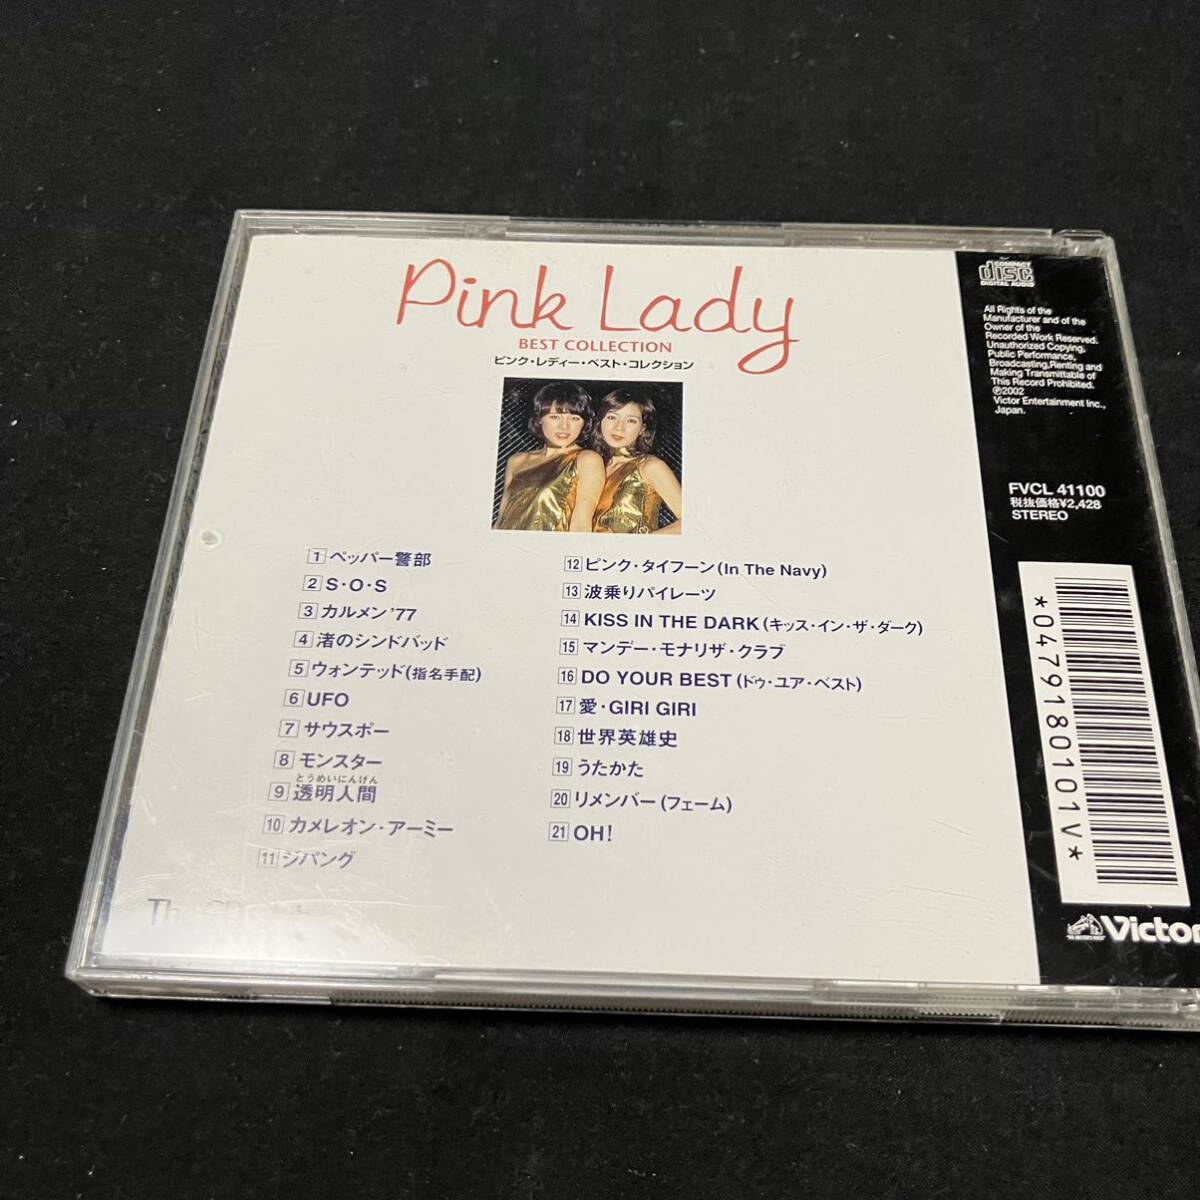 Pink Lady
BEST COLLECTION
ピンク・レディー・ベスト・コレクション
1 ペッパー警部
2 S・O・S
3 カルメン'77
4 渚のシンドバッド
5 ウォンテッド(指名手配)
6 UFO
7 サウスポー
8 モンスター
とうめいにんげん
9 透明人間
10 カメレオン・アーミー
11 ジパング
12 ピンク・タイフーン(In The Navy)
13 波乗りパイレーツ
14 KISS IN THE DARK(キッス・イン・ザ・ダーク)
15 マンデー・モナリザ・クラブ
16 DO YOUR BEST(ドゥ・ユア・ベスト)
17 愛・GIRI GIRI
18 世界英雄史
19 うたかた
20 リメンバー(フェーム)
21 OH!
The
COMPACT
disc
DIGITAL AUDIO
All Rights of the
Manufacturer and of the
Owner of the
Recorded Work Reserved.
Unauthorized Copying,
Public Performance,
Broadcasting,Renting and
Making Transmittable of
This Record Prohibited.
℗2002
Victor Entertainment Inc.,
Japan.
FVCL 41100
税抜価格¥2,428
STEREO
*0479180101V*
Victor